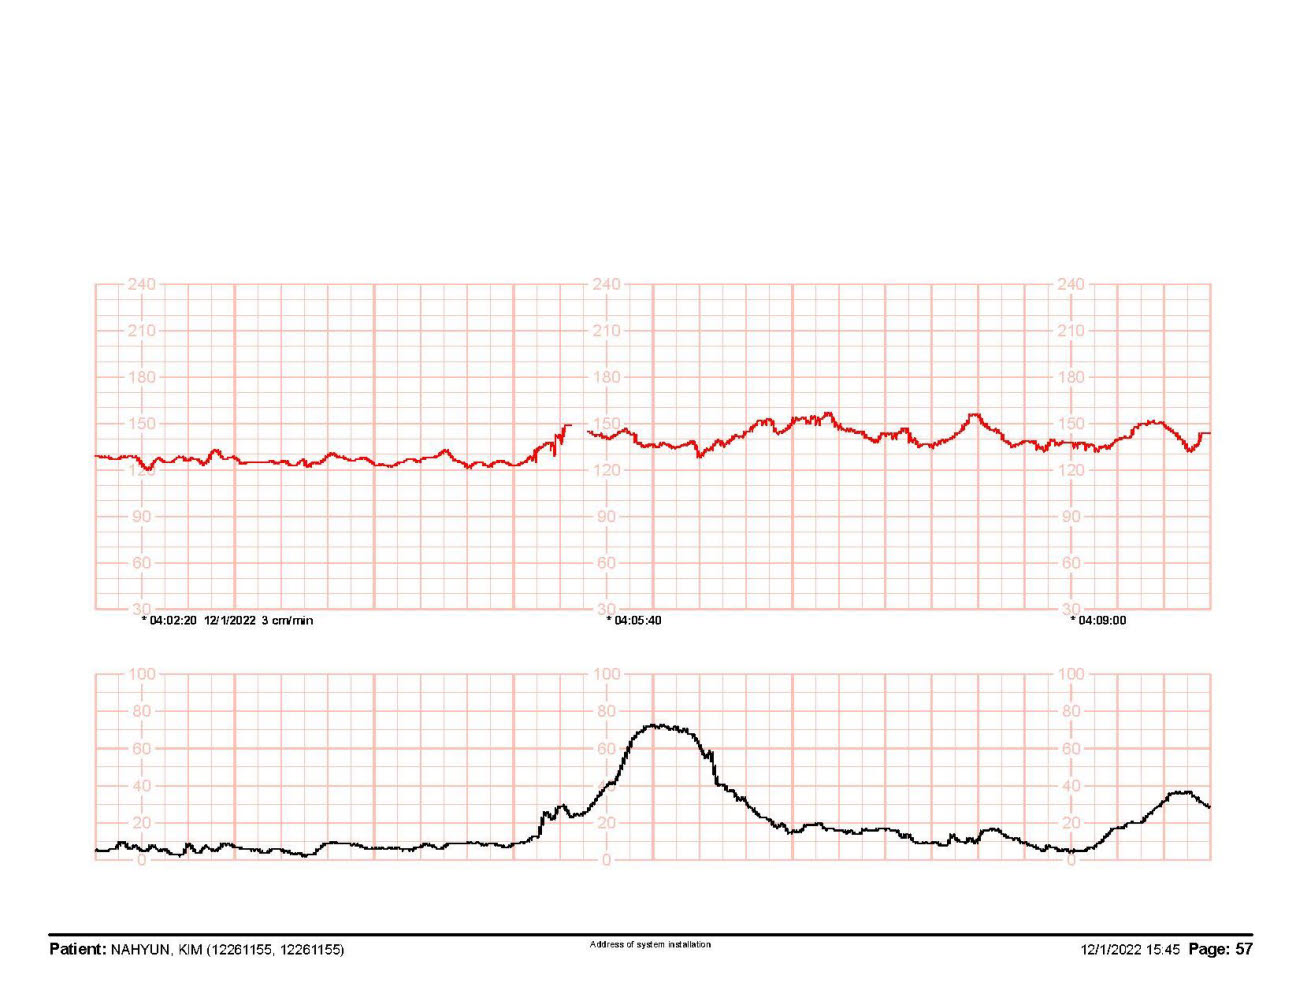 240 240 240
210 210 210
180 180 180
150 150 150
120 120 120
90 90 90
60 60 60
30 30 30
* 04:02:20 12/1/2022 3 cm/min * 04:05:40 * 04:09:00
100 100 100
80 80 80
60 60 60
40 40 40
20 20 20
0 0 0
Patient: NAHYUN, KIM (12261155, 12261155) Address of system installation 12/1/2022 15:45 Page: 57